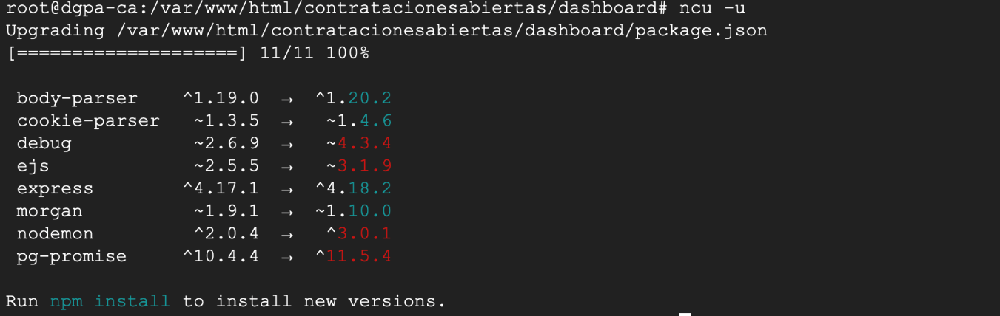 root@dgpa-ca:/var/www/html/contratacionesabiertas/dashboard# ncu -u
Upgrading /var/www/html/contratacionesabiertas/dashboard/package.json
[====================] 11/11 100%
body-parser ^1.19.0 → ^1.20.2
cookie-parser ~1.3.5 → ~1.4.6
debug ~2.6.9 → ~4.3.4
ejs ~2.5.5 → ~3.1.9
express ^4.17.1 → ^4.18.2
morgan ~1.9.1 → ~1.10.0
nodemon ^2.0.4 → ^3.0.1
pg-promise ^10.4.4 → ^11.5.4
Run npm install to install new versions.